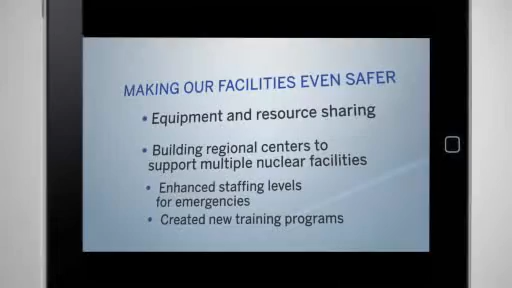 MAKING OUR FACILITIES EVEN SAFER
• Equipment and resource sharing
• Building regional centers to
support multiple nuclear facilities
• Enhanced staffing levels
for emergencies
• Created new training programs